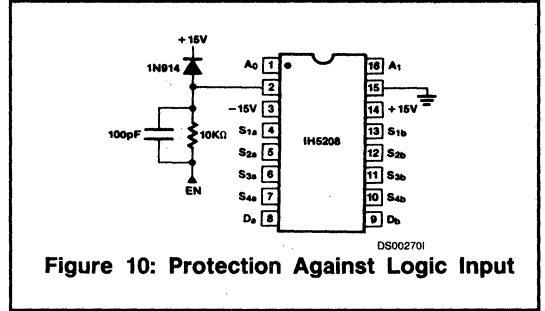 +15V
1N914
100pF
10KΩ
EN
A0 1
2
-15V 3
S1a 4
S2a 5
S3a 6
S4a 7
Da 8
IH5208
16 A1
15
14 +15V
13 S1b
12 S2b
11 S3b
10 S4b
9 Db
DS00270I
Figure 10: Protection Against Logic Input